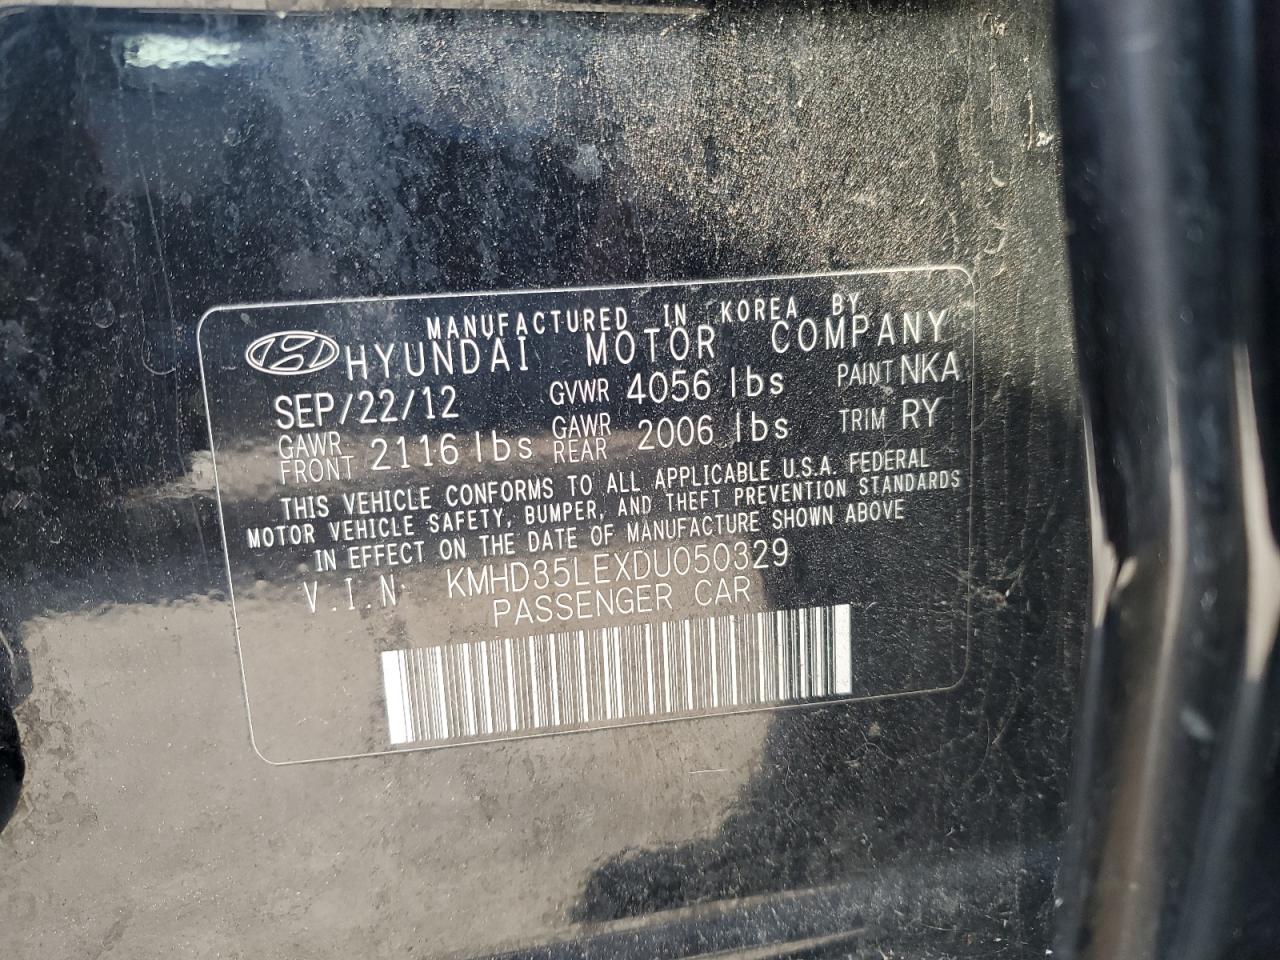 MANUFACTURED IN KOREA BY
HYUNDAI MOTOR COMPANY
SEP/22/12 GVWR 4056 lbs PAINT NKA
GAWR FRONT 2116 lbs GAWR REAR 2006 lbs TRIM RY
THIS VEHICLE CONFORMS TO ALL APPLICABLE U.S.A. FEDERAL
MOTOR VEHICLE SAFETY, BUMPER, AND THEFT PREVENTION STANDARDS
IN EFFECT ON THE DATE OF MANUFACTURE SHOWN ABOVE
V.I.N. KMHD35LEXDU050329
PASSENGER CAR